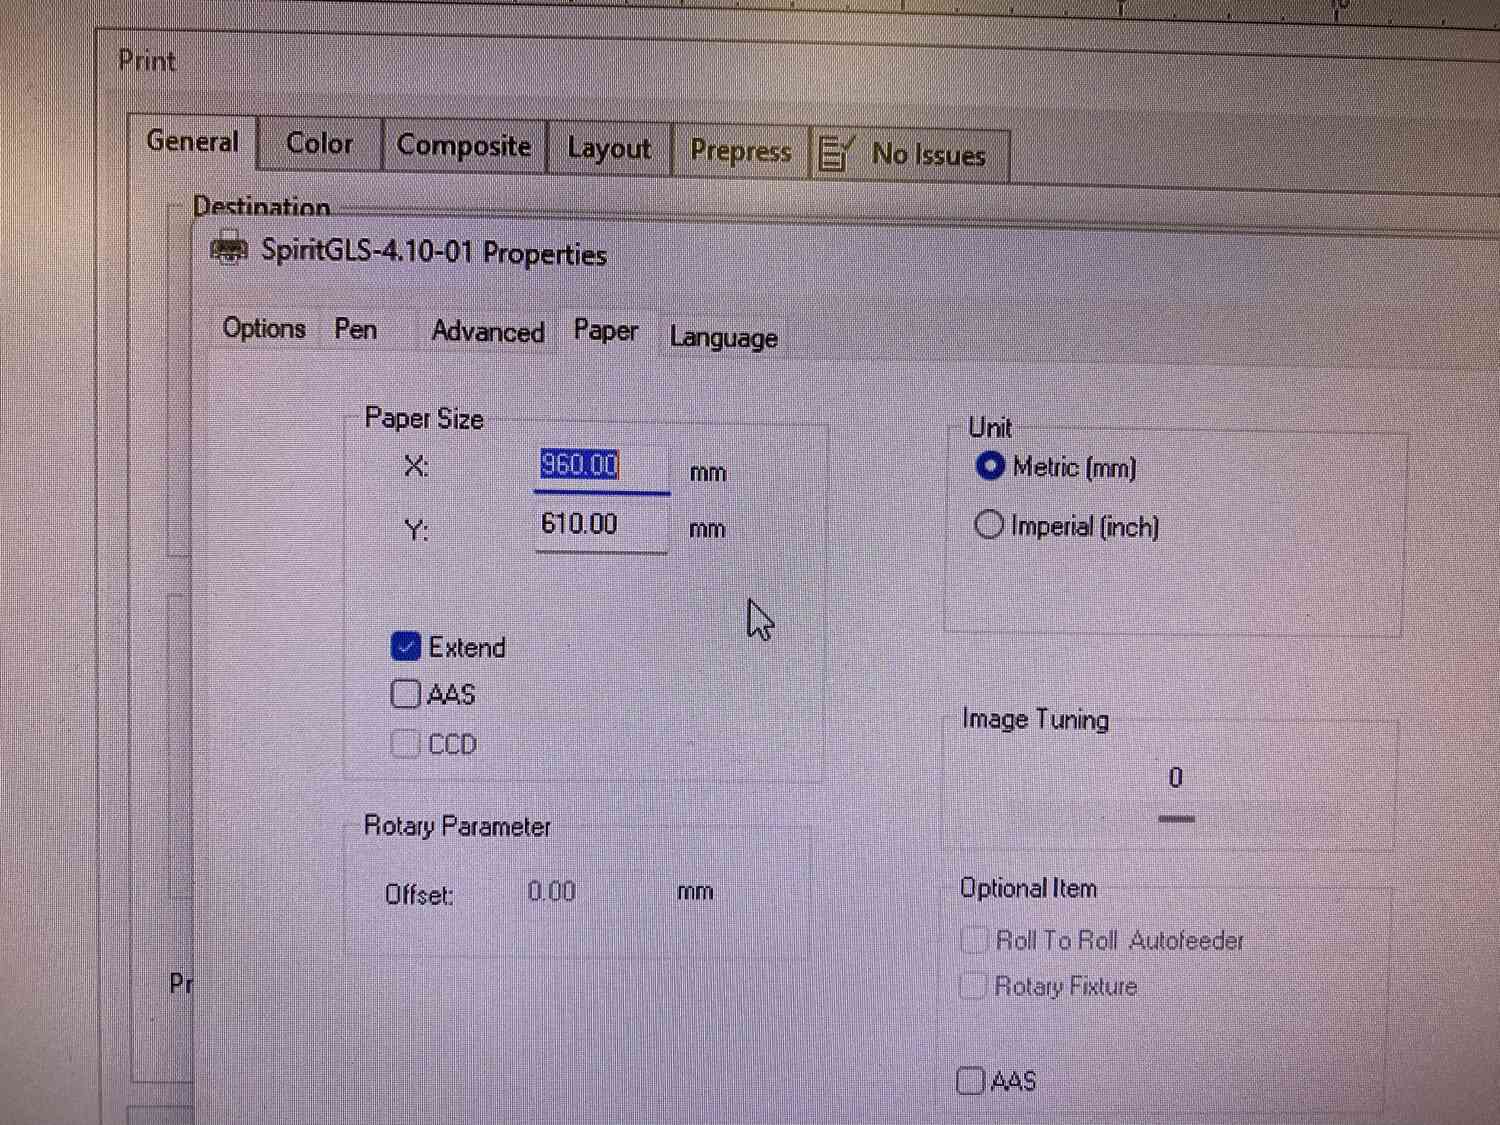 Print
General Color Composite Layout Prepress No Issues
Destination
SpiritGLS-4.10-01 Properties
Options Pen Advanced Paper Language
Paper Size
X: 960.00 mm
Y: 610.00 mm
Extend
AAS
CCD
Unit
Metric (mm)
Imperial (inch)
Image Tuning
0
Rotary Parameter
Offset: 0.00 mm
Optional Item
Roll To Roll Autofeeder
Rotary Fixture
AAS
Pr